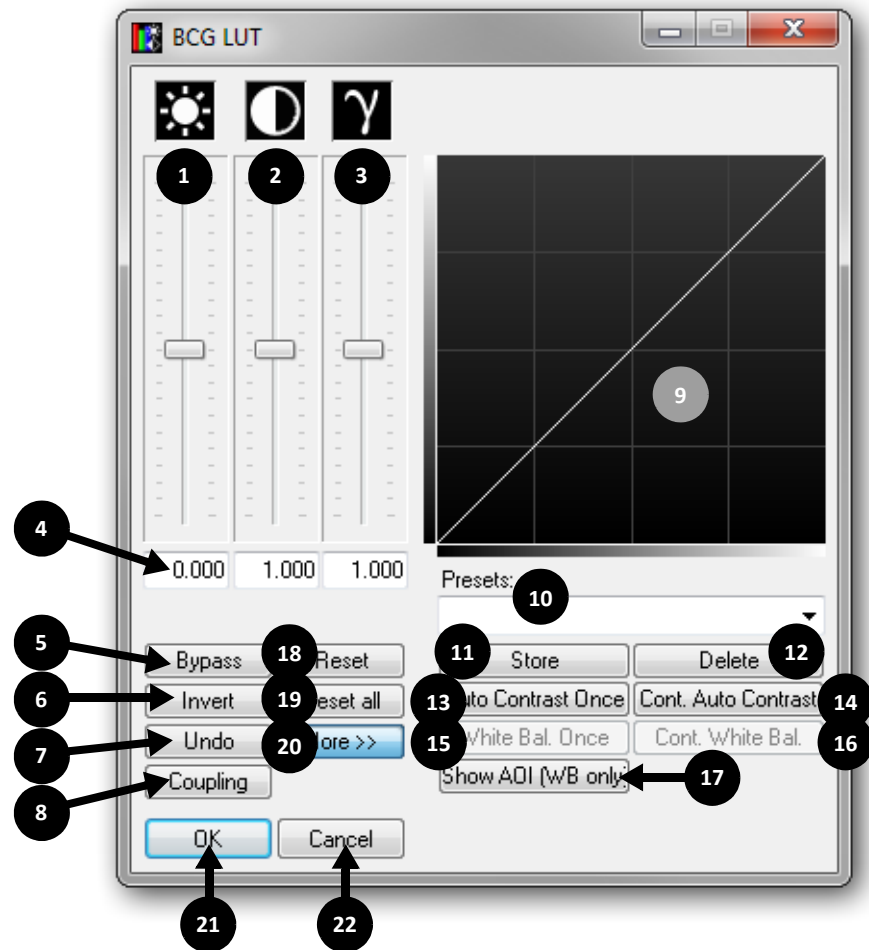 BCG LUT
γ
1 2 3
9
4
0.000 1.000 1.000
Presets:
10
5 Bypass 18 Reset 11 Store Delete 12
6 Invert 19 eset all 13 uto Contrast Once Cont. Auto Contrast 14
7 Undo 20 ore >> 15 White Bal. Once Cont. White Bal. 16
8 Coupling Show AOI (WB only) 17
OK Cancel
21 22